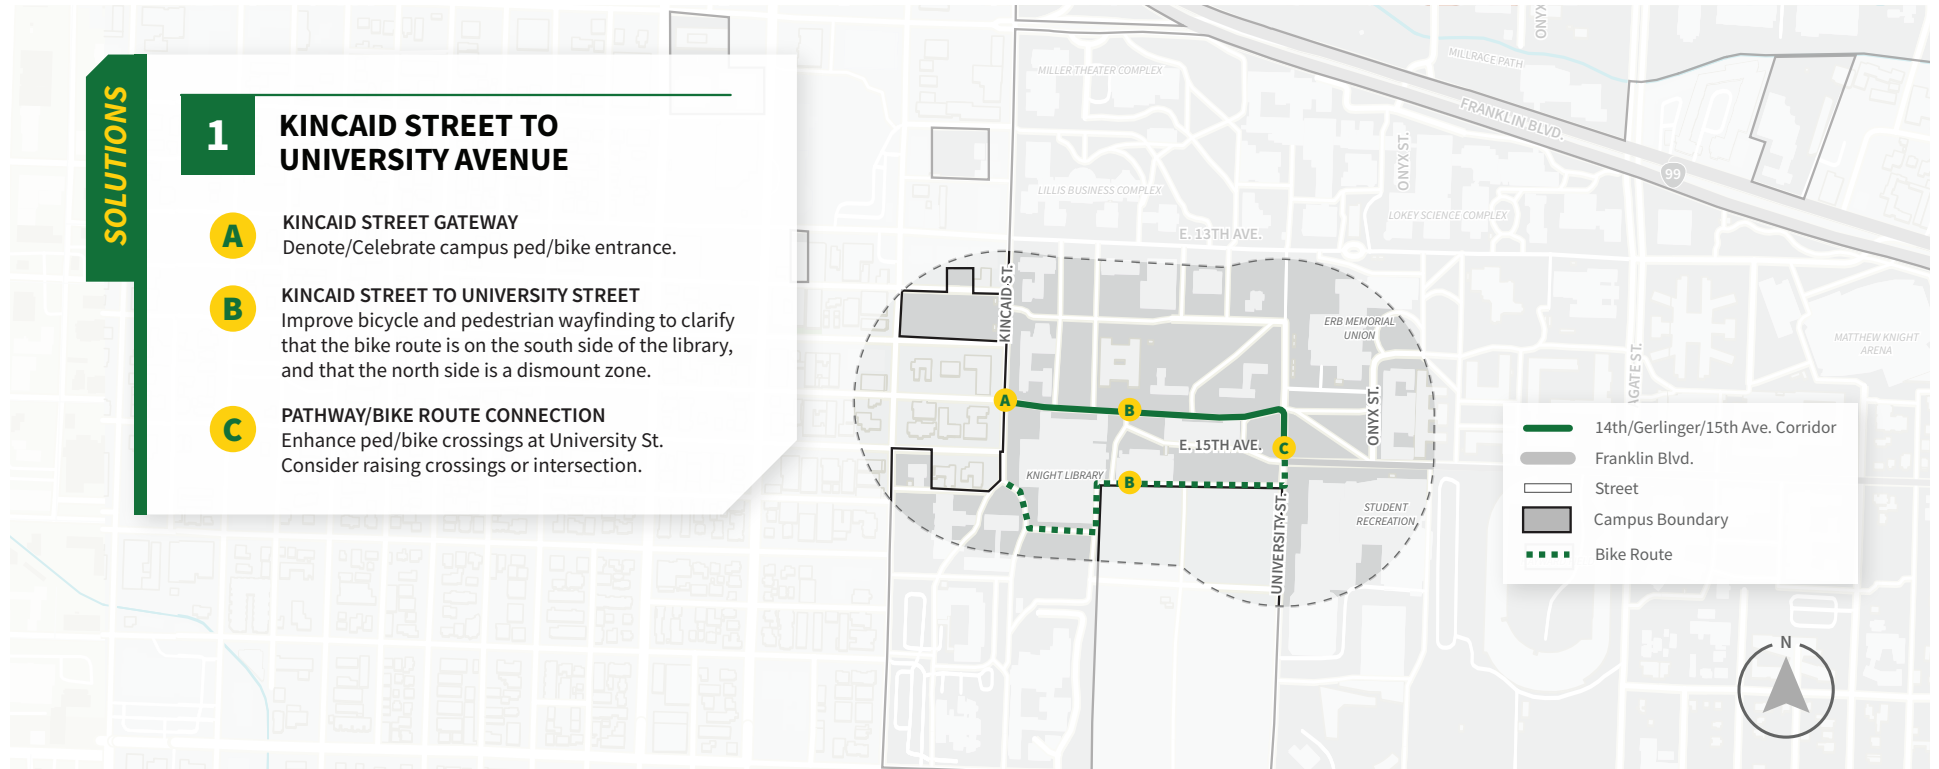 SOLUTIONS
1
KINCAID STREET TO
UNIVERSITY AVENUE
A
KINCAID STREET GATEWAY
Denote/Celebrate campus ped/bike entrance.
B
KINCAID STREET TO UNIVERSITY STREET
Improve bicycle and pedestrian wayfinding to clarify
that the bike route is on the south side of the library,
and that the north side is a dismount zone.
C
PATHWAY/BIKE ROUTE CONNECTION
Enhance ped/bike crossings at University St.
Consider raising crossings or intersection.
MILLER THEATER COMPLEX
LILLIS BUSINESS COMPLEX
E. 13TH AVE.
KINCAID ST.
ONYX
MILLRACE PATH
FRANKLIN BLVD.
ONYX ST.
99
LOKEY SCIENCE COMPLEX
ERB MEMORIAL
UNION
MATTHEW KNIGHT
ARENA
AGATE ST.
A
B
E. 15TH AVE.
C
ONYX ST.
KNIGHT LIBRARY
B
STUDENT
RECREATION
UNIVERSITY ST.
14th/Gerlinger/15th Ave. Corridor
Franklin Blvd.
Street
Campus Boundary
Bike Route
N